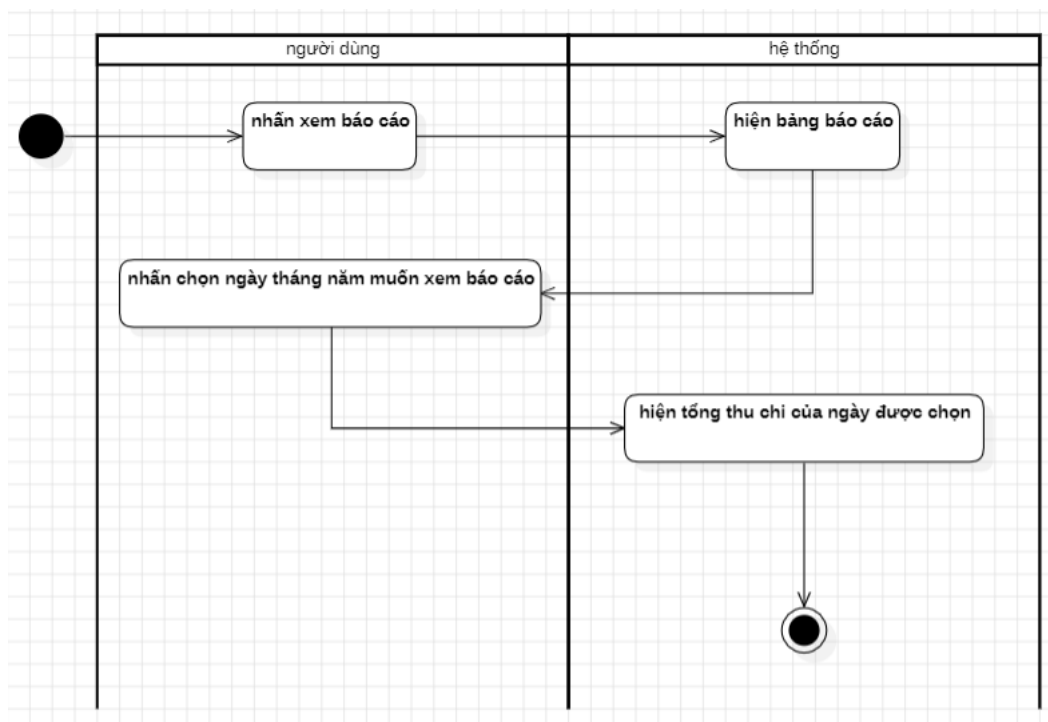 người dùng
hệ thống
nhấn xem báo cáo
hiện bảng báo cáo
nhấn chọn ngày tháng năm muốn xem báo cáo
hiện tổng thu chi của ngày được chọn